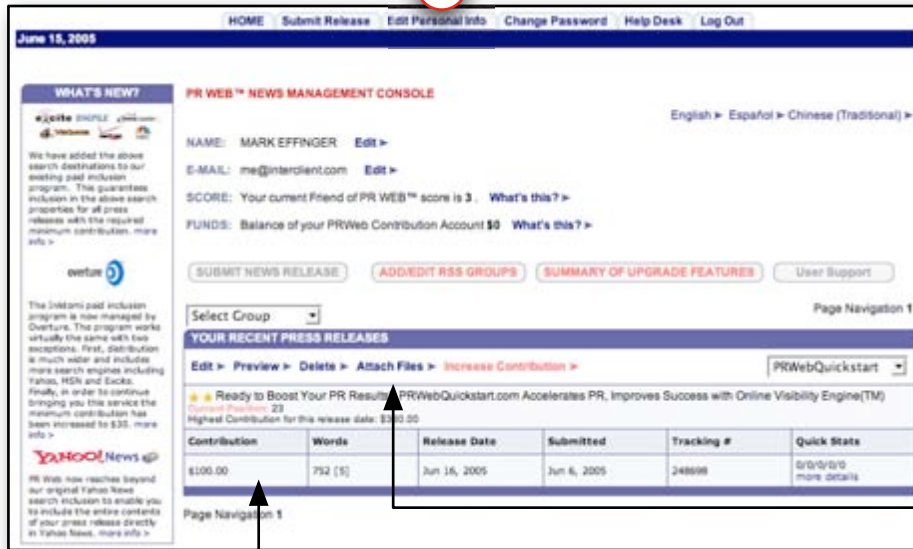 HOME Submit Release Edit Personal Info Change Password Help Desk Log Out
June 15, 2005
WHAT'S NEW?
excite
We have added the above
search destinations to our
existing paid inclusion
program. This guarantees
inclusion in the above search
properties for all press
releases with the required
minimum contribution. more
info >
overture
The Inktomi paid inclusion
program is now managed by
Overture. The program works
virtually the same with two
exceptions. First, distribution
is much wider and includes
more search engines including
Yahoo, MSN and Excite.
Finally, in order to continue
bringing you this service the
minimum contribution has
been increased to $30. more
info >
YAHOO! News
PR Web now reaches beyond
our original Yahoo News
search inclusion to enable you
to include the entire contents
of your press release directly
in Yahoo News. more info >
PR WEB™ NEWS MANAGEMENT CONSOLE
English ► Español ► Chinese (Traditional) ►
NAME: MARK EFFINGER Edit ►
E-MAIL: me@interclient.com Edit ►
SCORE: Your current Friend of PR WEB™ score is 3 . What's this? ►
FUNDS: Balance of your PRWeb Contribution Account $0 What's this? ►
SUBMIT NEWS RELEASE ADD/EDIT RSS GROUPS SUMMARY OF UPGRADE FEATURES User Support
Select Group Page Navigation 1
YOUR RECENT PRESS RELEASES
Edit ► Preview ► Delete ► Attach Files ► Increase Contribution ► PRWebQuickstart
Ready to Boost Your PR Results? PRWebQuickstart.com Accelerates PR, Improves Success with Online Visibility Engine(TM)
Current Position: 23
Highest Contribution for this release date:
Contribution Words Release Date Submitted Tracking # Quick Stats
$100.00 752 [5] Jun 16, 2005 Jun 6, 2005 248698 0/0/0/0/0
more details
Page Navigation 1